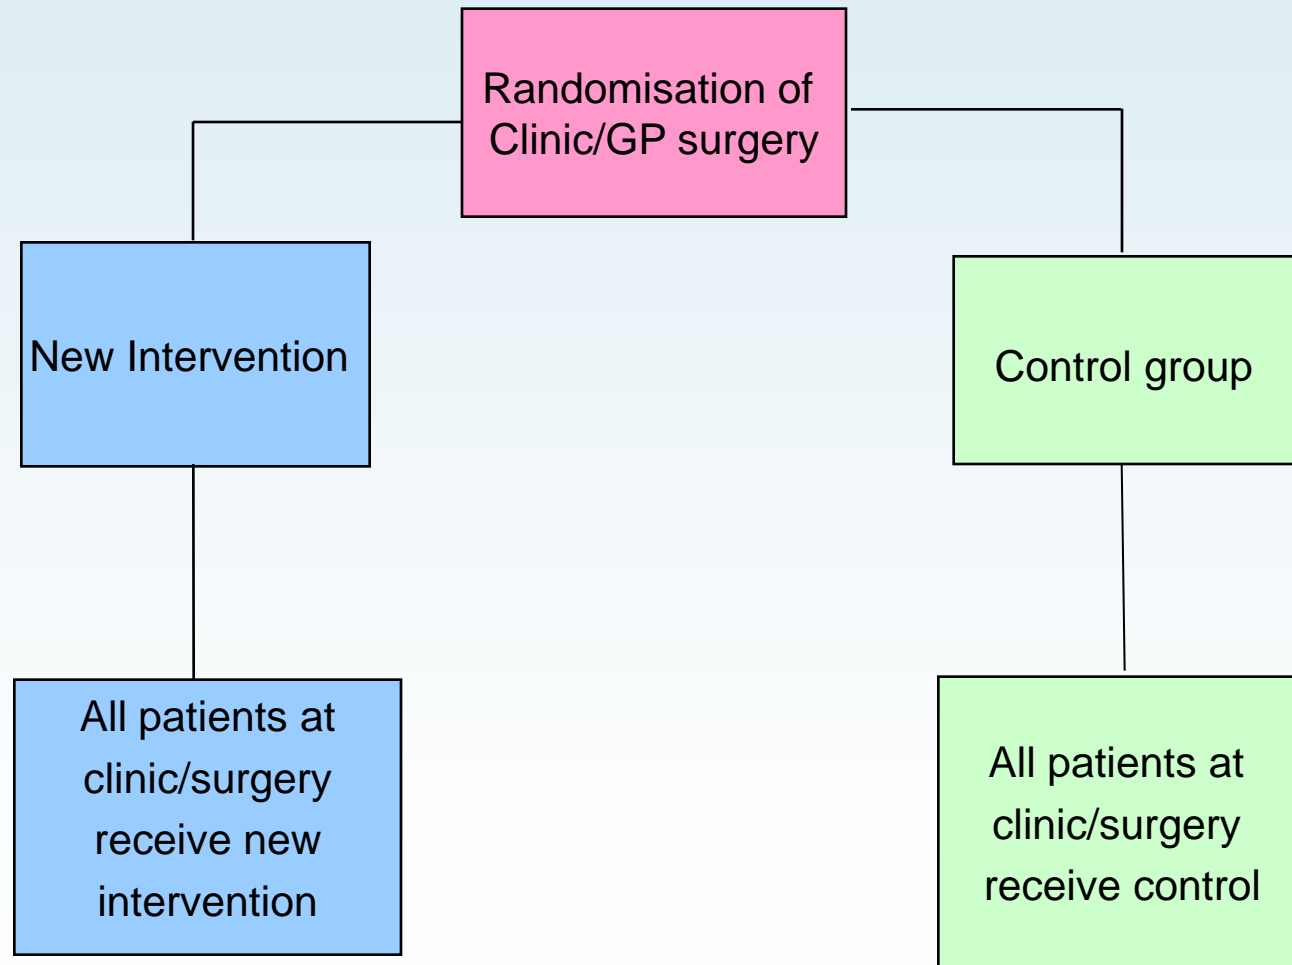 Randomisation of
Clinic/GP surgery
New Intervention
Control group
All patients at
clinic/surgery
receive new
intervention
All patients at
clinic/surgery
receive control